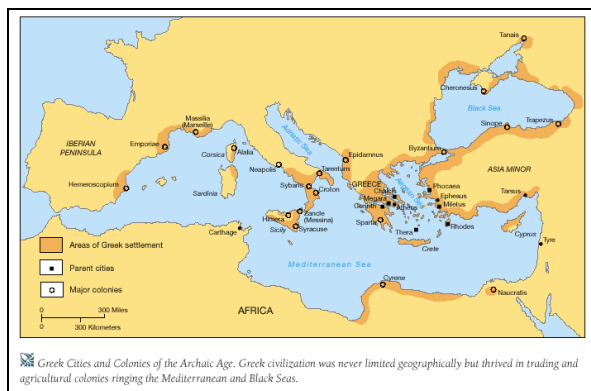 Tanais
Chersonesus
Black Sea
Sinope
Trapezus
Byzantium
Massilia
(Marseille)
Emporiae
IBERIAN
PENINSULA
Hemeroscopium
Corsica
Alalia
Sardinia
Adriatic Sea
Epidamnus
Neapolis
Tarentum
Sybaris
Croton
Himera
Zancle
(Messina)
Sicily
Syracuse
Carthage
GREECE
Chalcis
Megara
Corinth
Athens
Sparta
Aegean Sea
Phocaea
Ephesus
Miletus
ASIA MINOR
Tarsus
Thera
Rhodes
Crete
Cyprus
Tyre
Mediterranean Sea
Cyrene
Naucratis
AFRICA
Areas of Greek settlement
Parent cities
Major colonies
0 300 Miles
0 300 Kilometers
Greek Cities and Colonies of the Archaic Age. Greek civilization was never limited geographically but thrived in trading and
agricultural colonies ringing the Mediterranean and Black Seas.